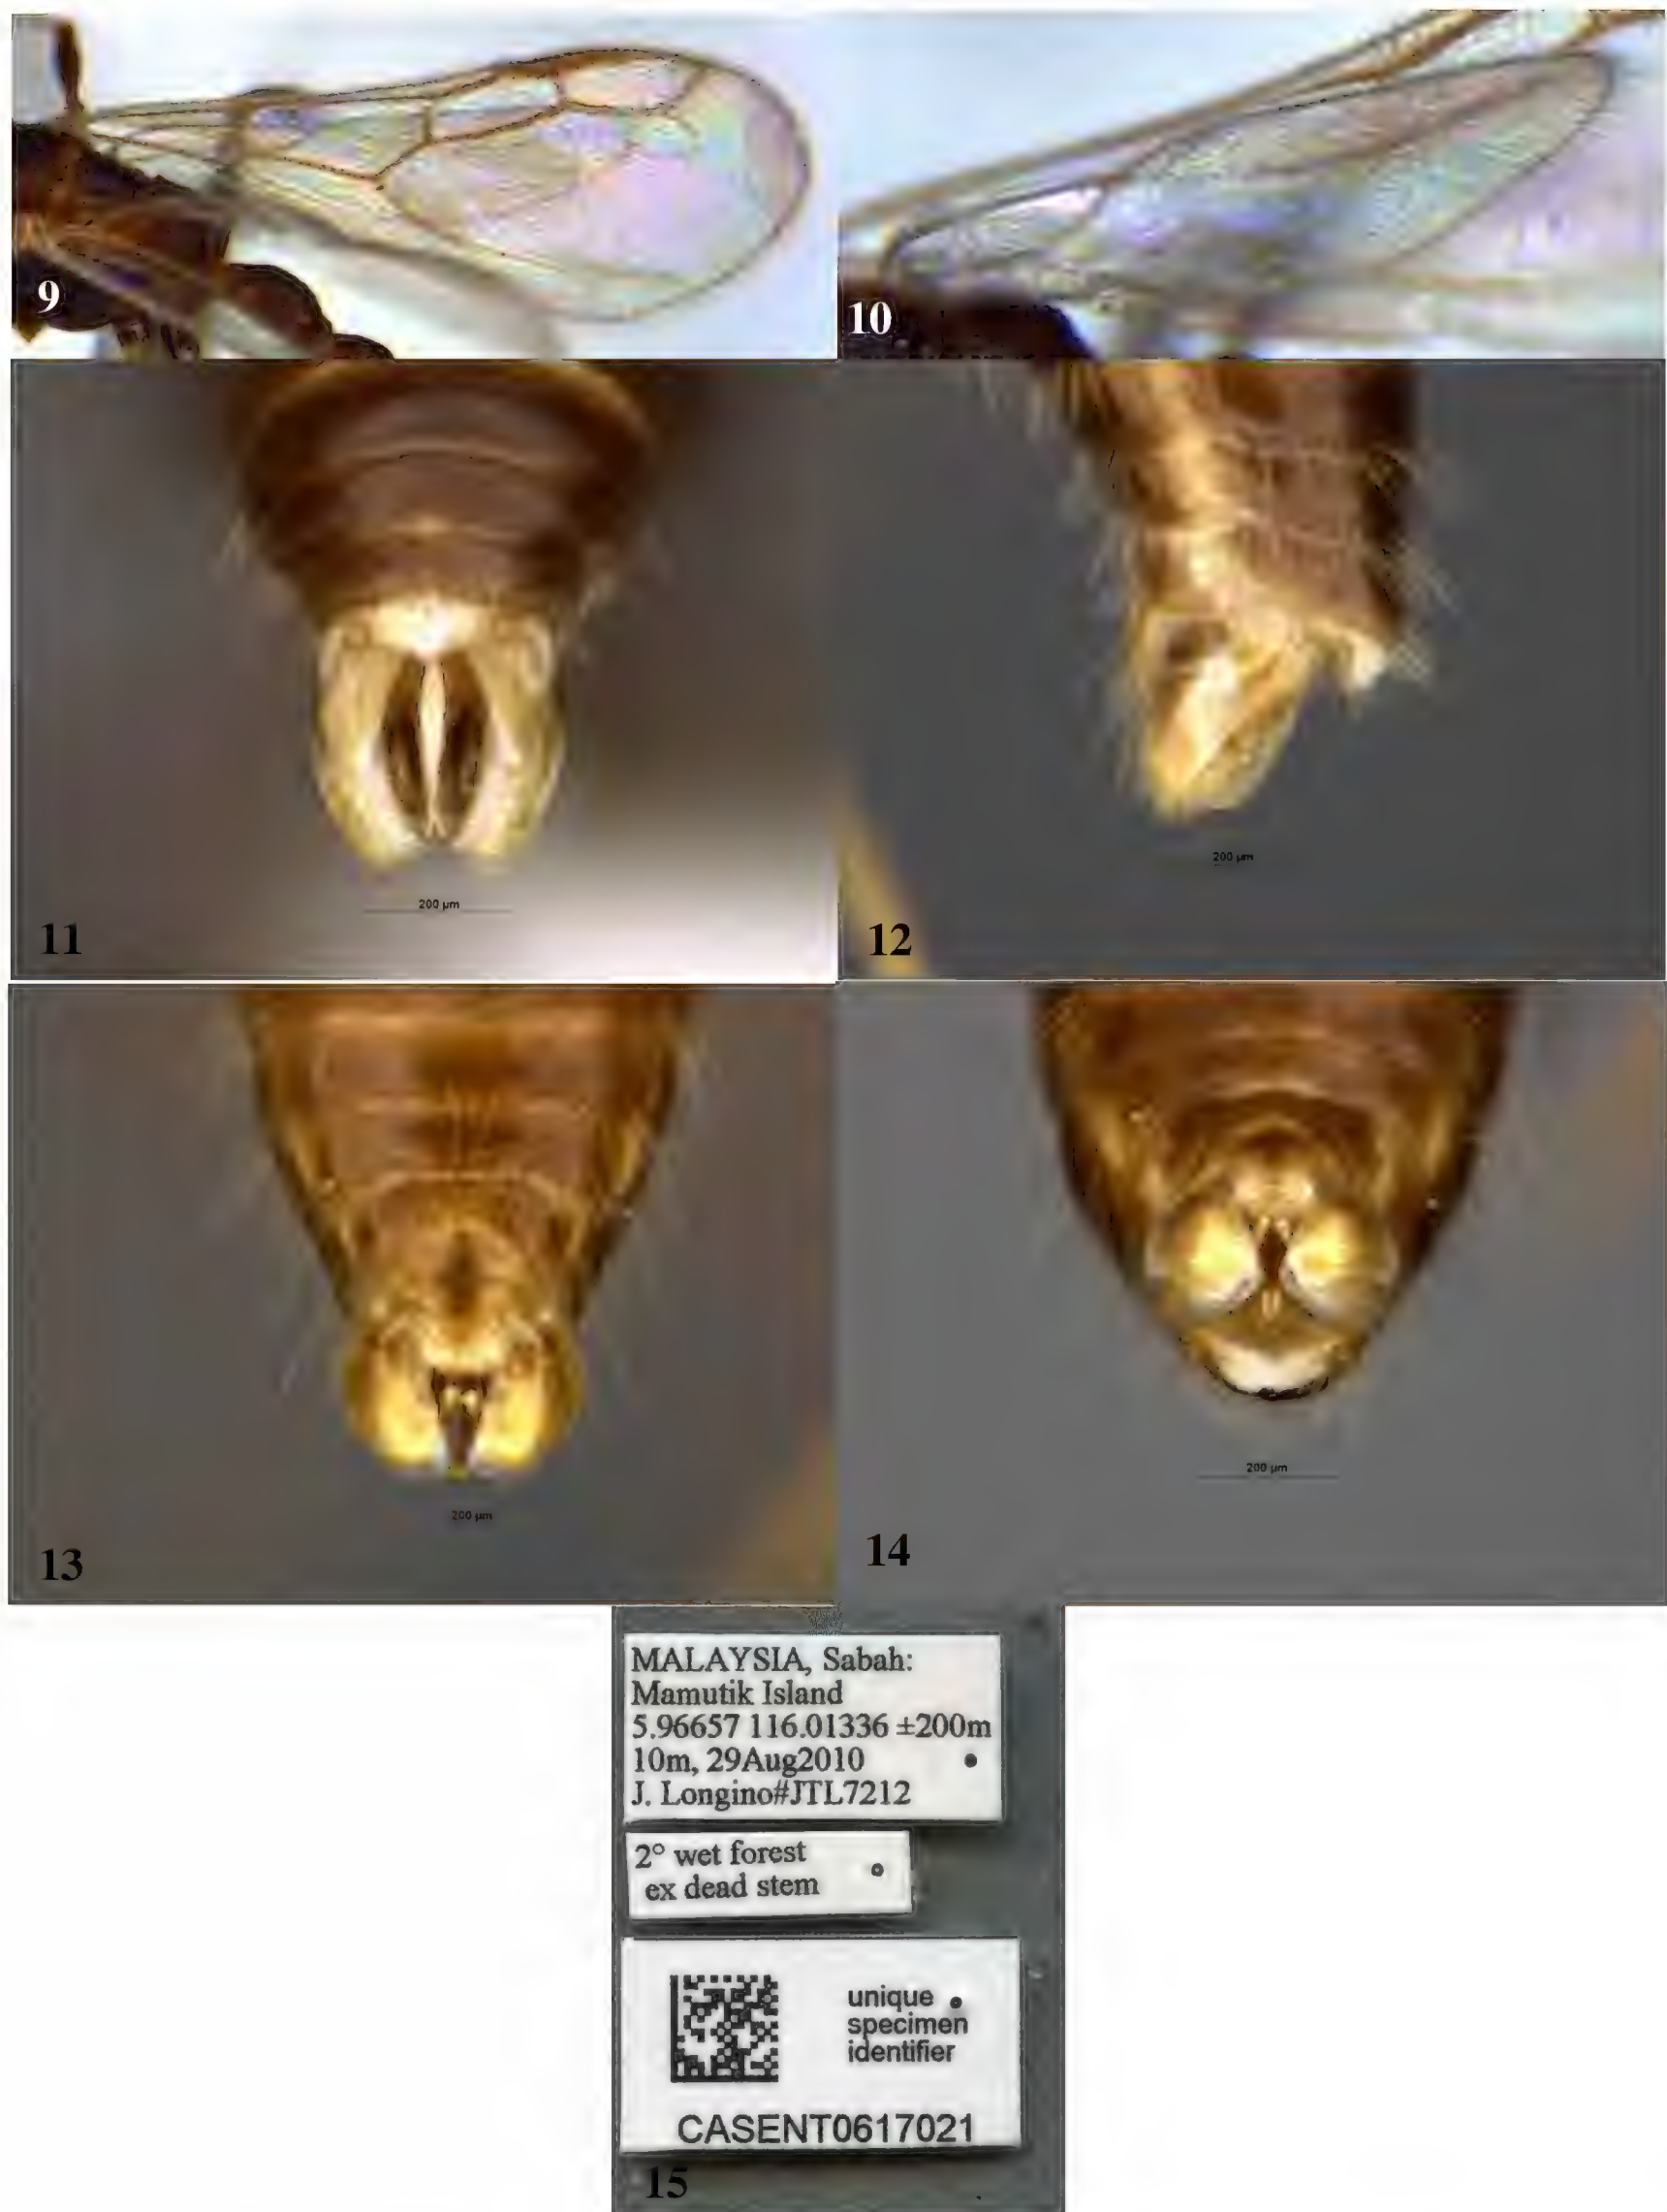 9
10
200 µm
11
200 µm
12
200 µm
13
200 µm
14
MALAYSIA, Sabah:
Mamutik Island
5.96657 116.01336 ±200m
10m, 29Aug2010
J. Longino#JTL7212
2° wet forest
ex dead stem
unique
specimen
identifier
CASENT0617021
15